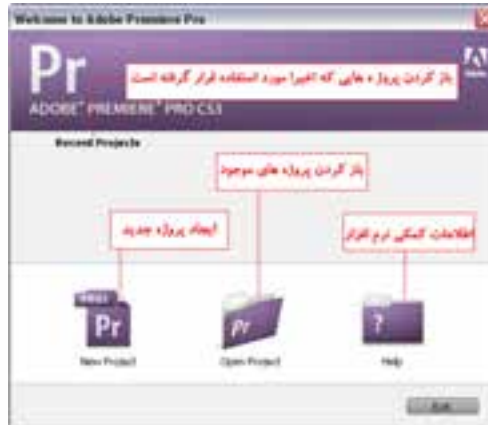 Welcome to Adobe Premiere Pro
Pr
باز کردن پروژه هایی که اخیرا مورد استفاده قرار گرفته است
Adobe
ADOBE® PREMIERE® PRO CS3
Recent Projects
باز کردن پروژه های موجود
ایجاد پروژه جدید
اطلاعات کمکی نرم افزار
Pr
Pr
?
New Project
Open Project
Help
Exit